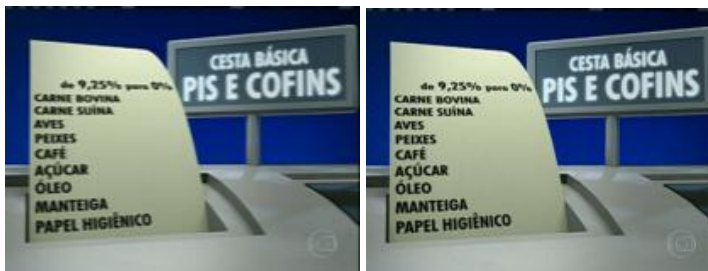 CESTA BÁSICA
PIS E COFINS
de 9,25% para 0%
CARNE BOVINA
CARNE SUÍNA
AVES
PEIXES
CAFÉ
AÇÚCAR
ÓLEO
MANTEIGA
PAPEL HIGIÊNICO
CESTA BÁSICA
PIS E COFINS
de 9,25% para 0%
CARNE BOVINA
CARNE SUÍNA
AVES
PEIXES
CAFÉ
AÇÚCAR
ÓLEO
MANTEIGA
PAPEL HIGIÊNICO